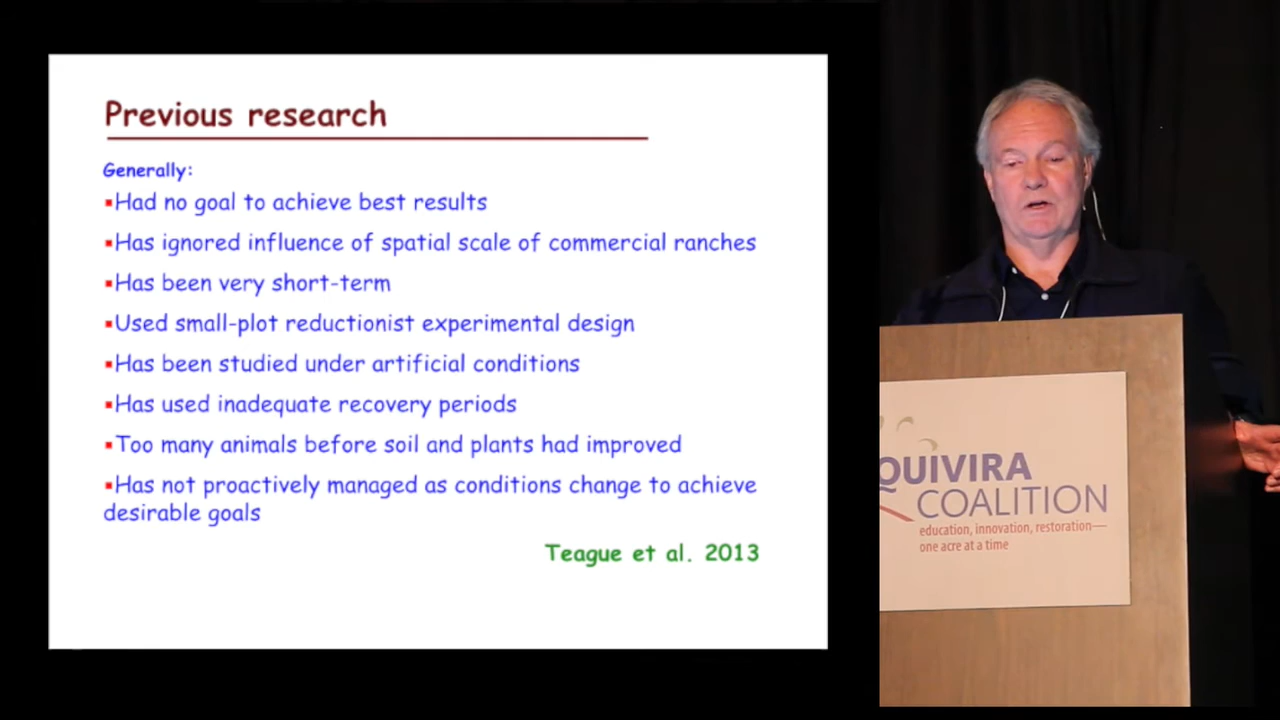 Previous research
Generally:
▪Had no goal to achieve best results
▪Has ignored influence of spatial scale of commercial ranches
▪Has been very short-term
▪Used small-plot reductionist experimental design
▪Has been studied under artificial conditions
▪Has used inadequate recovery periods
▪Too many animals before soil and plants had improved
▪Has not proactively managed as conditions change to achieve
desirable goals
Teague et al. 2013
QUIVIRA
COALITION
education, innovation, restoration—
one acre at a time